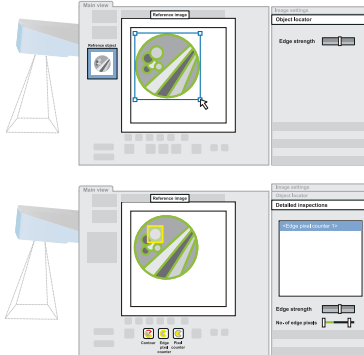 Main view
Reference image
Reference object
Image settings
Object locator
Edge strength
Main view
Reference image
Contour
Edge pixel counter
Pixel counter
Image settings
Object locator
Detailed inspections
<Edge pixel counter 1>
Edge strength
No. of edge pixels